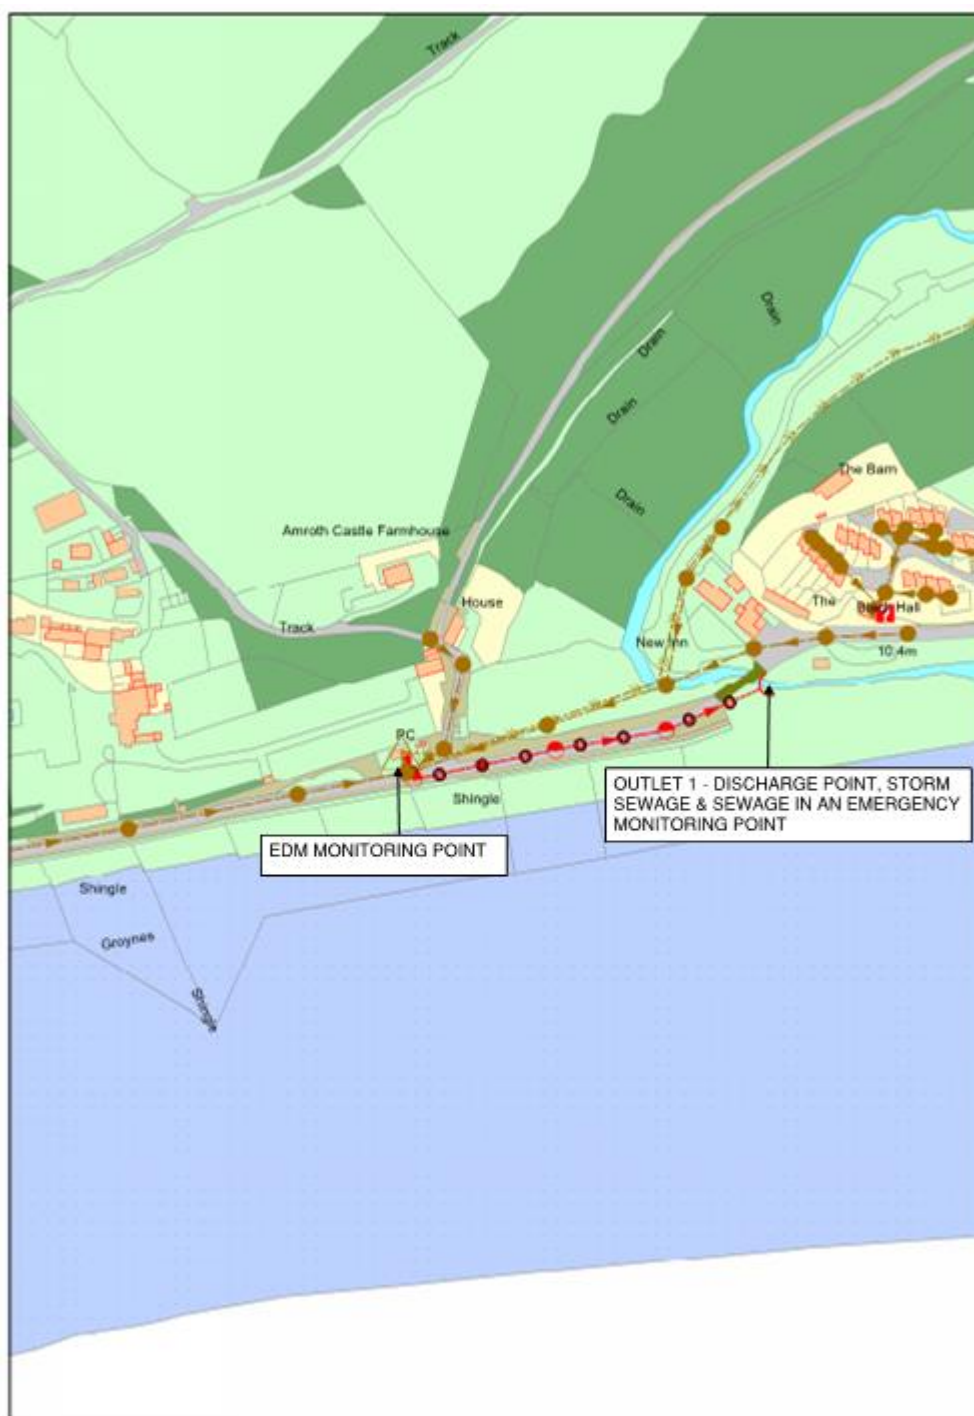 Track
Drain
Drain
Drain
Drain
The Barn
Amroth Castle Farmhouse
House
The
Hall
Track
New Inn
10.4m
PC
Shingle
OUTLET 1 - DISCHARGE POINT, STORM
SEWAGE & SEWAGE IN AN EMERGENCY
MONITORING POINT
EDM MONITORING POINT
Shingle
Groynes
Shingle